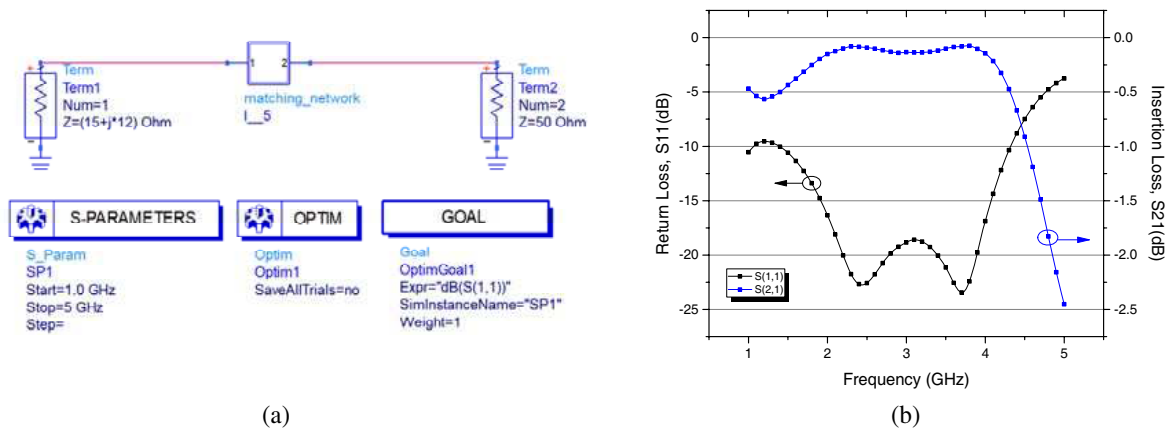 Term
Term1
Num=1
Z=(15+j*12) Ohm
1 2
matching_network
I__5
Term
Term2
Num=2
Z=50 Ohm
S-PARAMETERS
S_Param
SP1
Start=1.0 GHz
Stop=5 GHz
Step=
OPTIM
Optim
Optim1
SaveAllTrials=no
GOAL
Goal
OptimGoal1
Expr="dB(S(1,1))"
SimInstanceName="SP1"
Weight=1
(a)
Return Loss, S11(dB)
0
-5
-10
-15
-20
-25
S(1,1)
S(2,1)
1 2 3 4 5
Frequency (GHz)
0.0
-0.5
-1.0
-1.5
-2.0
-2.5
Insertion Loss, S21(dB)
(b)